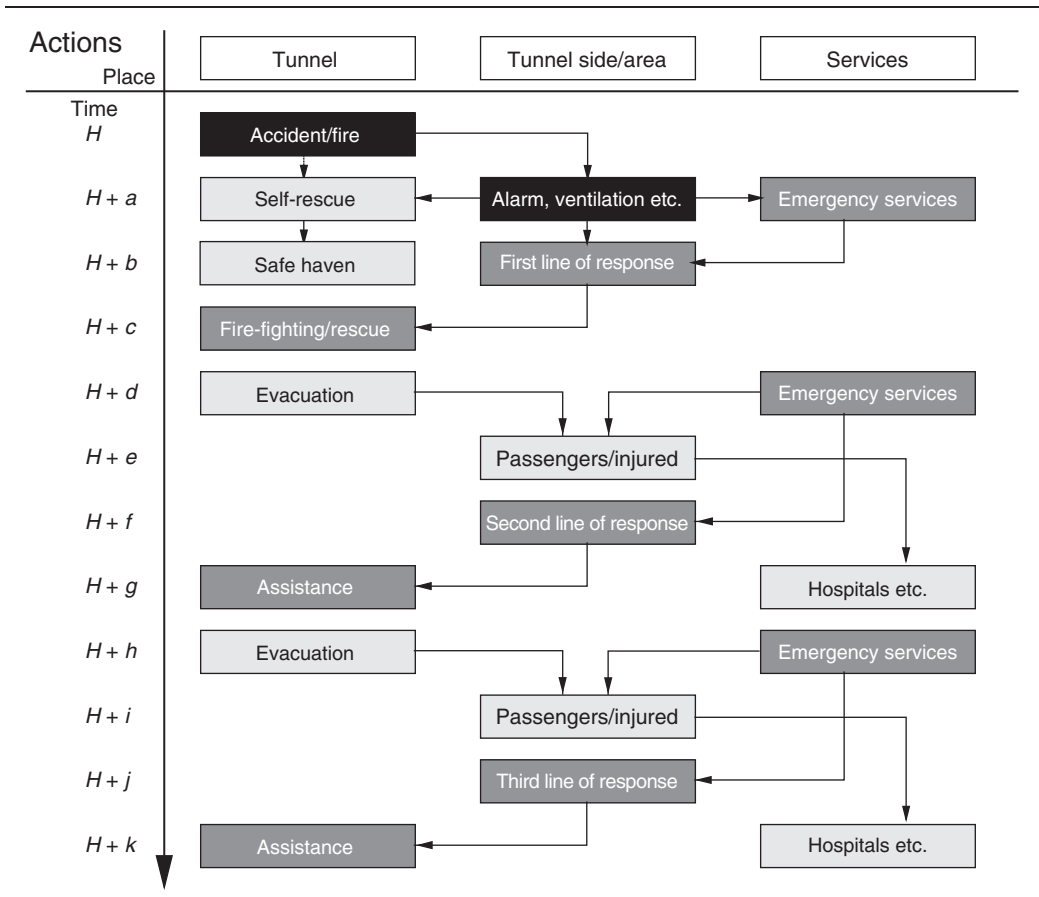 Actions
Place
Tunnel
Tunnel side/area
Services
Time
H
Accident/fire
H + a
Self-rescue
Alarm, ventilation etc.
Emergency services
H + b
Safe haven
First line of response
H + c
Fire-fighting/rescue
H + d
Evacuation
Emergency services
H + e
Passengers/injured
H + f
Second line of response
H + g
Assistance
Hospitals etc.
H + h
Evacuation
Emergency services
H + i
Passengers/injured
H + j
Third line of response
H + k
Assistance
Hospitals etc.